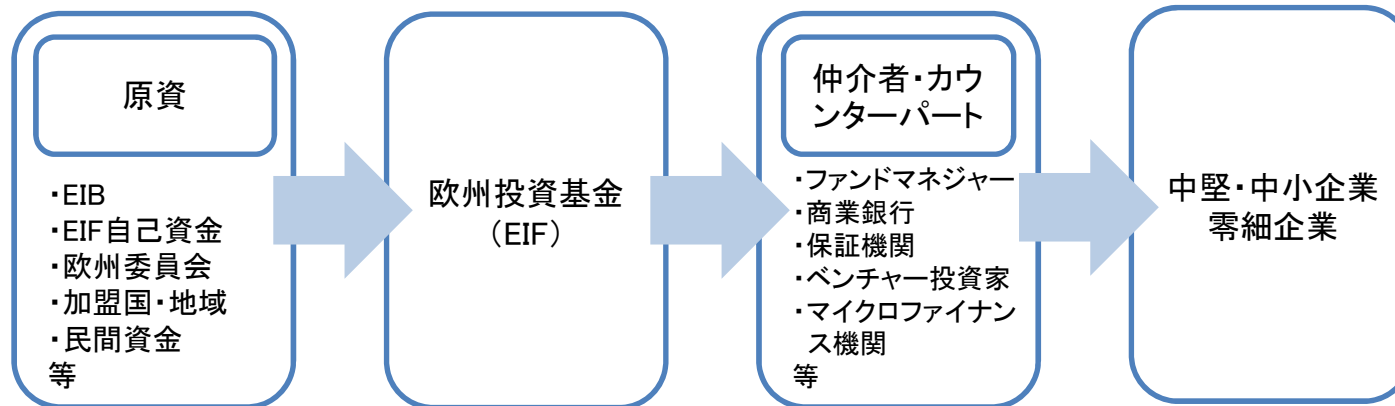 原資
・EIB
・EIF自己資金
・欧州委員会
・加盟国・地域
・民間資金
等
欧州投資基金
（EIF）
仲介者・カウ
ンターパート
・ファンドマネジャー
・商業銀行
・保証機関
・ベンチャー投資家
・マイクロファイナン
ス機関
等
中堅・中小企業
零細企業